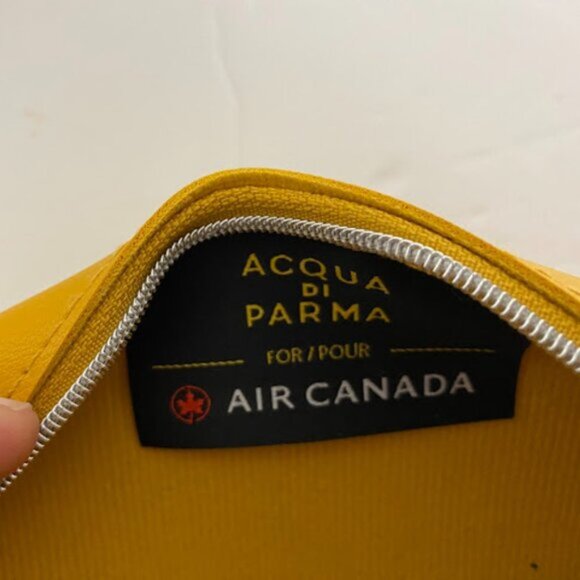 ACQUA
DI
PARMA
FOR / POUR
AIR CANADA